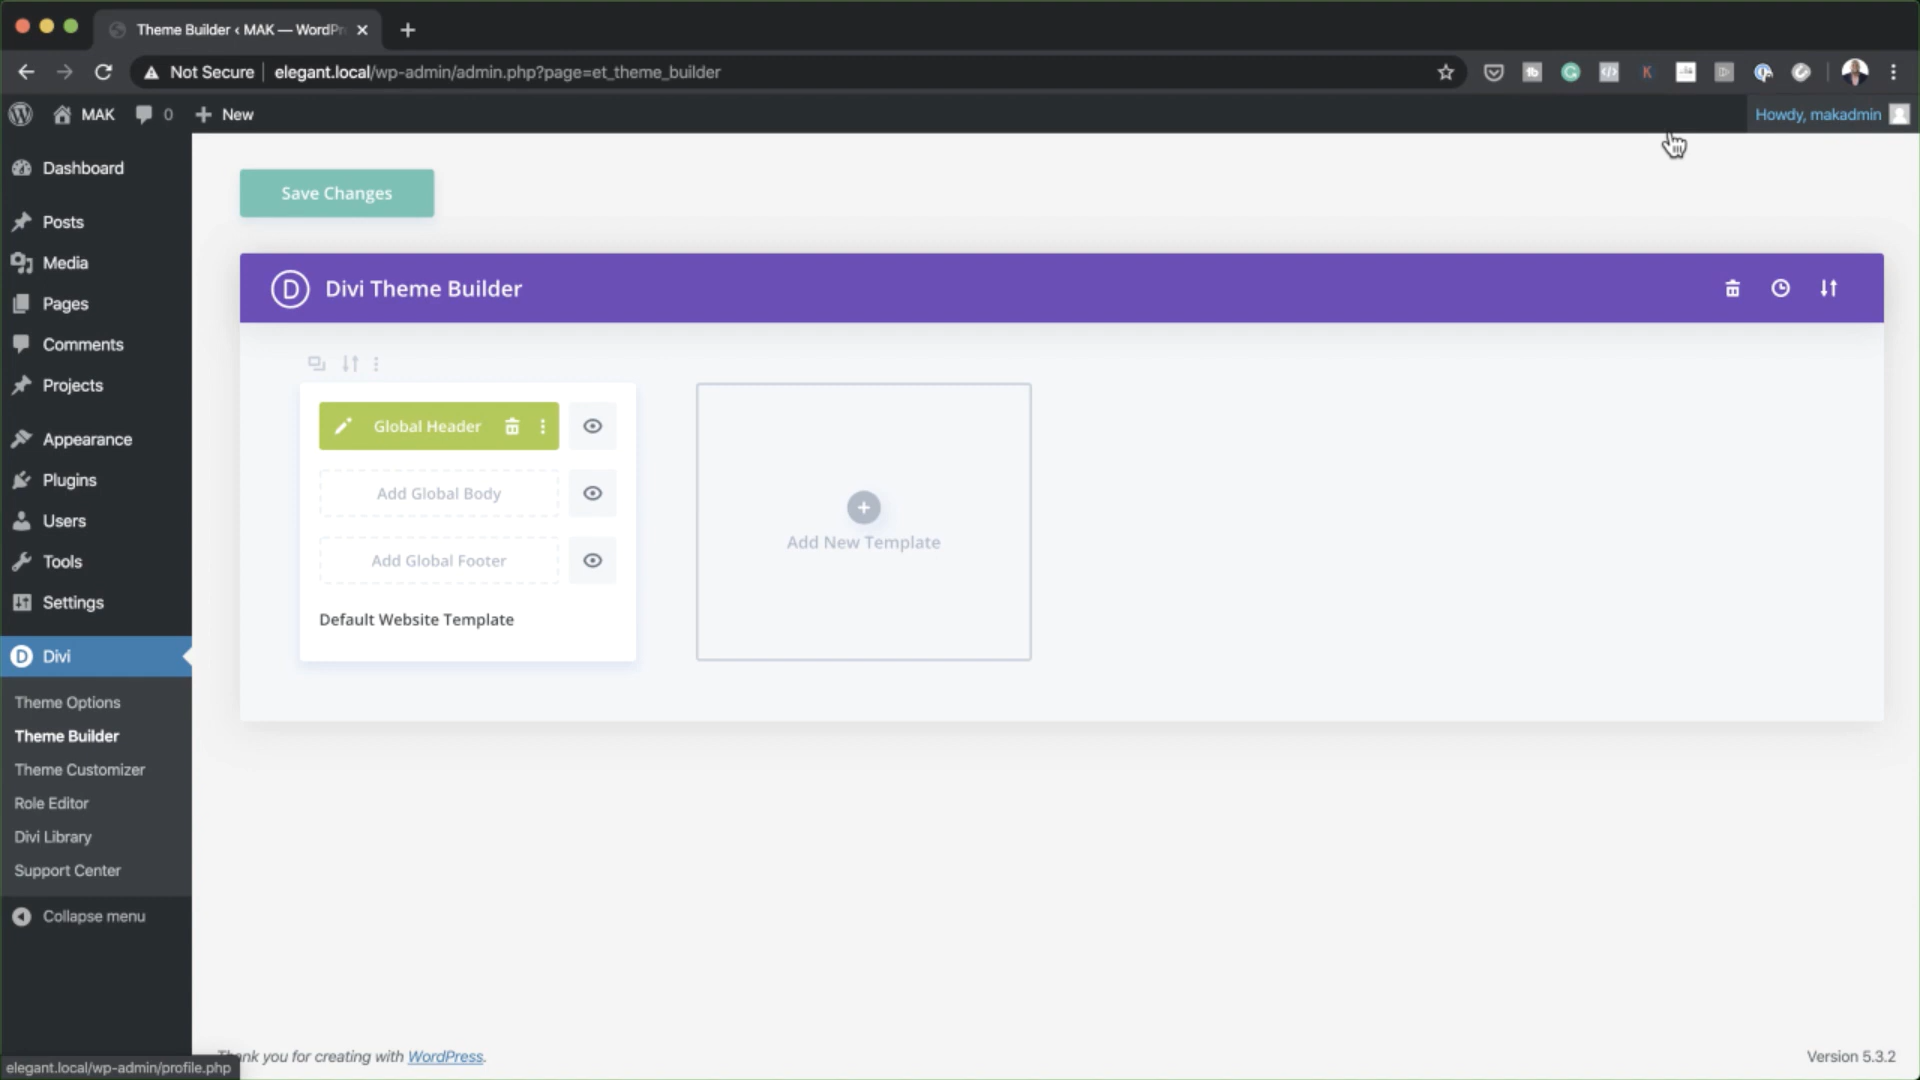 Theme Builder ‹ MAK — WordPr
Not Secure
elegant.local/wp-admin/admin.php?page=et_theme_builder
MAK
0
New
Howdy, makadmin
Dashboard
Posts
Media
Pages
Comments
Projects
Appearance
Plugins
Users
Tools
Settings
Divi
Theme Options
Theme Builder
Theme Customizer
Role Editor
Divi Library
Support Center
Collapse menu
Save Changes
D
Divi Theme Builder
Global Header
Add Global Body
Add Global Footer
Default Website Template
Add New Template
nk you for creating with WordPress.
Version 5.3.2
elegant.local/wp-admin/profile.php